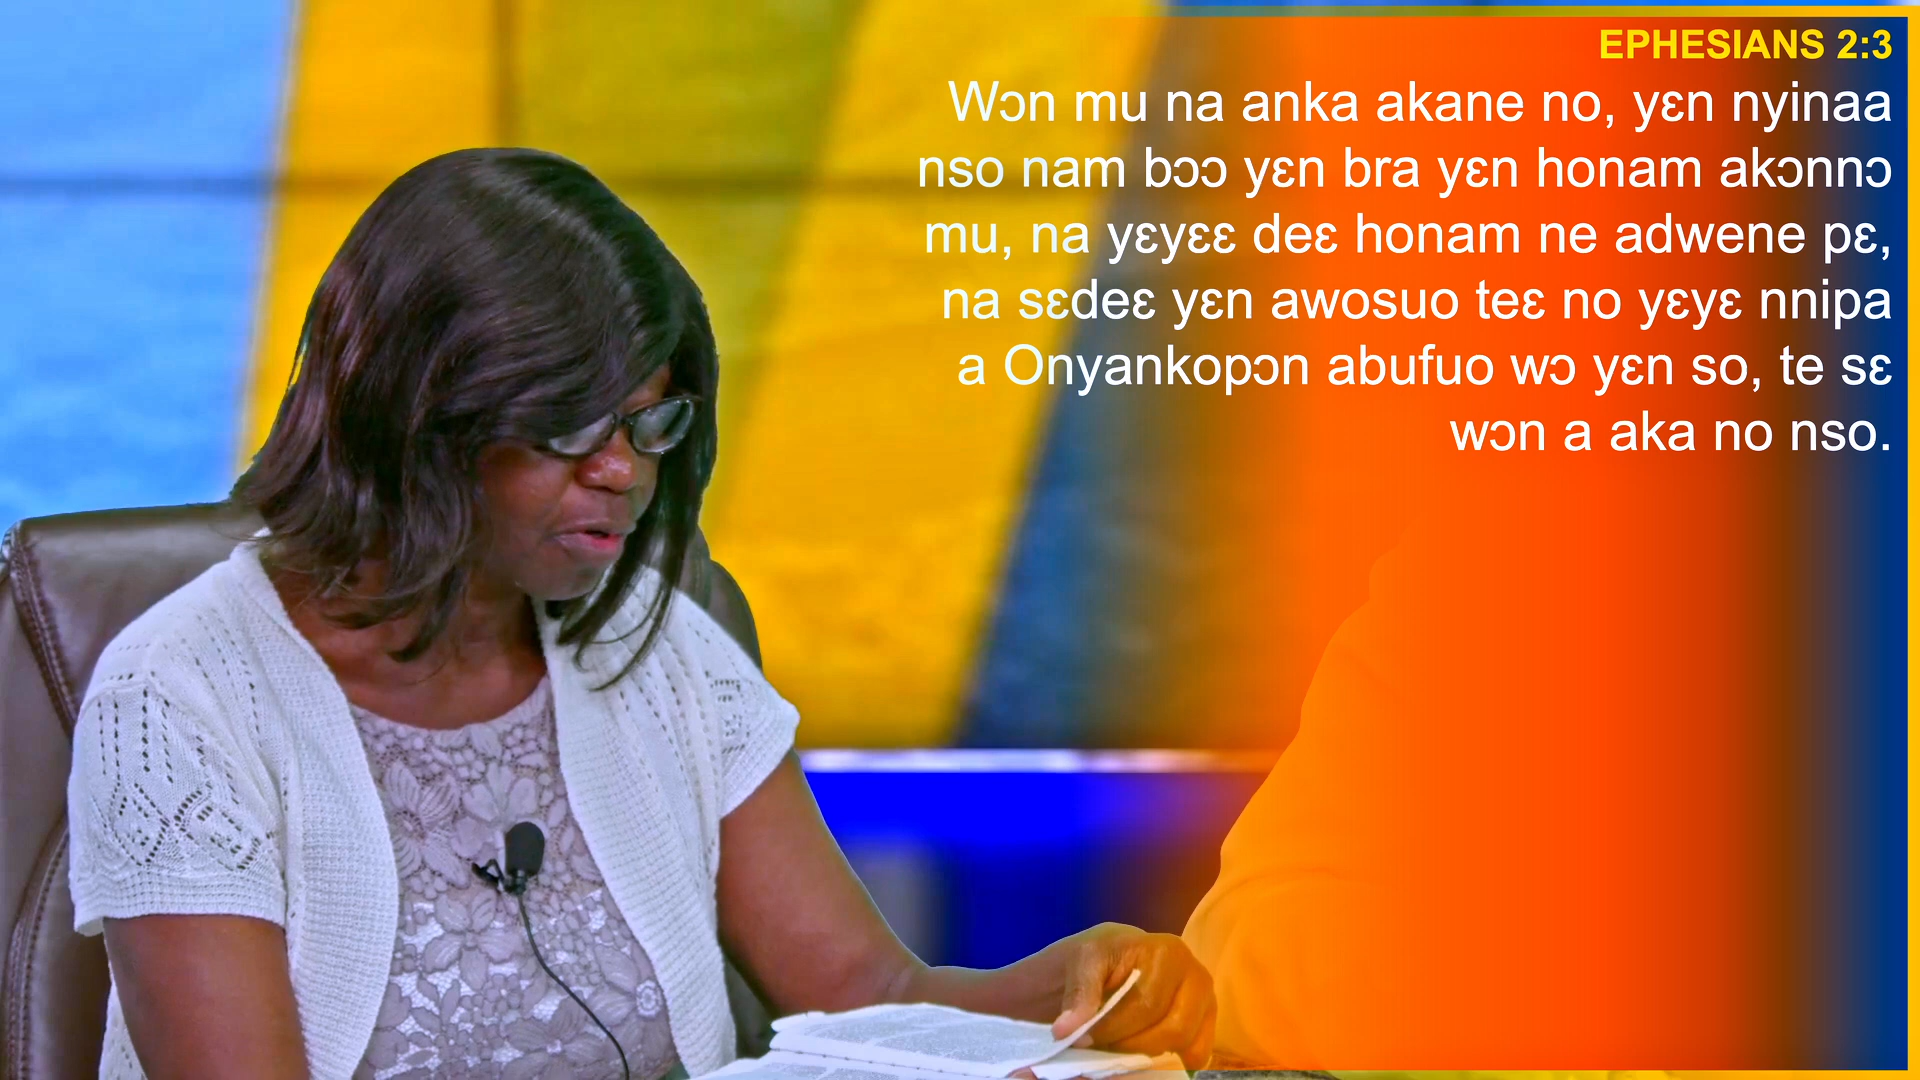 EPHESIANS 2:3
Wɔn mu na anka akane no, yɛn nyinaa
nso nam bɔɔ yɛn bra yɛn honam akɔnnɔ
mu, na yɛyɛɛ deɛ honam ne adwene pɛ,
na sɛdeɛ yɛn awosuo teɛ no yɛyɛ nnipa
a Onyankopɔn abufuo wɔ yɛn so, te sɛ
wɔn a aka no nso.